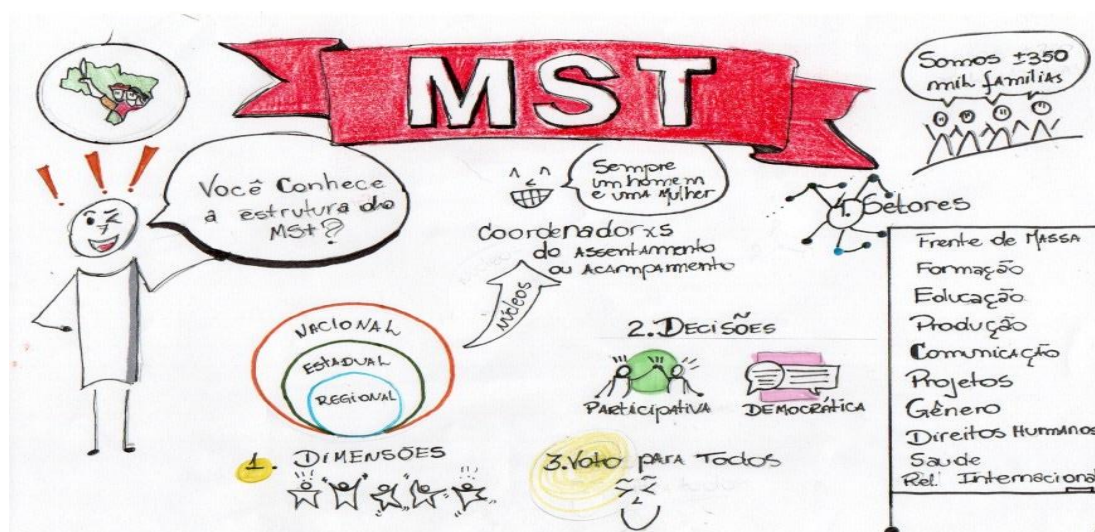 MST
Somos ±350
mil famílias
Você Conhece
a estrutura do
MST?
Sempre
um homem
e uma mulher
Coordenadorxs
do Assentamento
ou Acampamento
Núcleos
NACIONAL
ESTADUAL
REGIONAL
1. DIMENSÕES
2. DECISÕES
PARTICIPATIVA
DEMOCRÁTICA
3. Voto para Todos
4. Setores
Frente de MASSA
Formação
Educação
Produção
Comunicação
Projetos
Gênero
Direitos Humanos
Saúde
Rel. Internacional